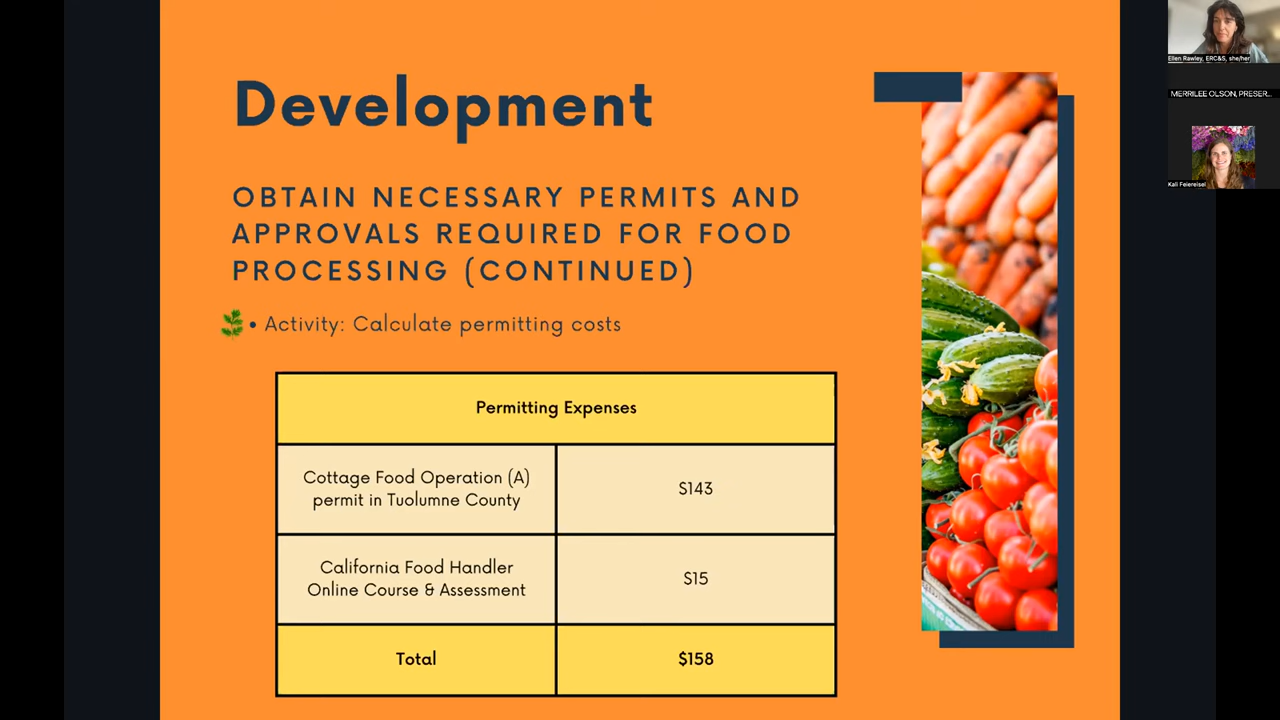 Development
OBTAIN NECESSARY PERMITS AND
APPROVALS REQUIRED FOR FOOD
PROCESSING (CONTINUED)
• Activity: Calculate permitting costs
Permitting Expenses
Cottage Food Operation (A)
permit in Tuolumne County
$143
California Food Handler
Online Course & Assessment
$15
Total
$158
Ellen Rawley, ERC&S, she/her
MERRILEE OLSON, PRESER...
Kali Feiereisel